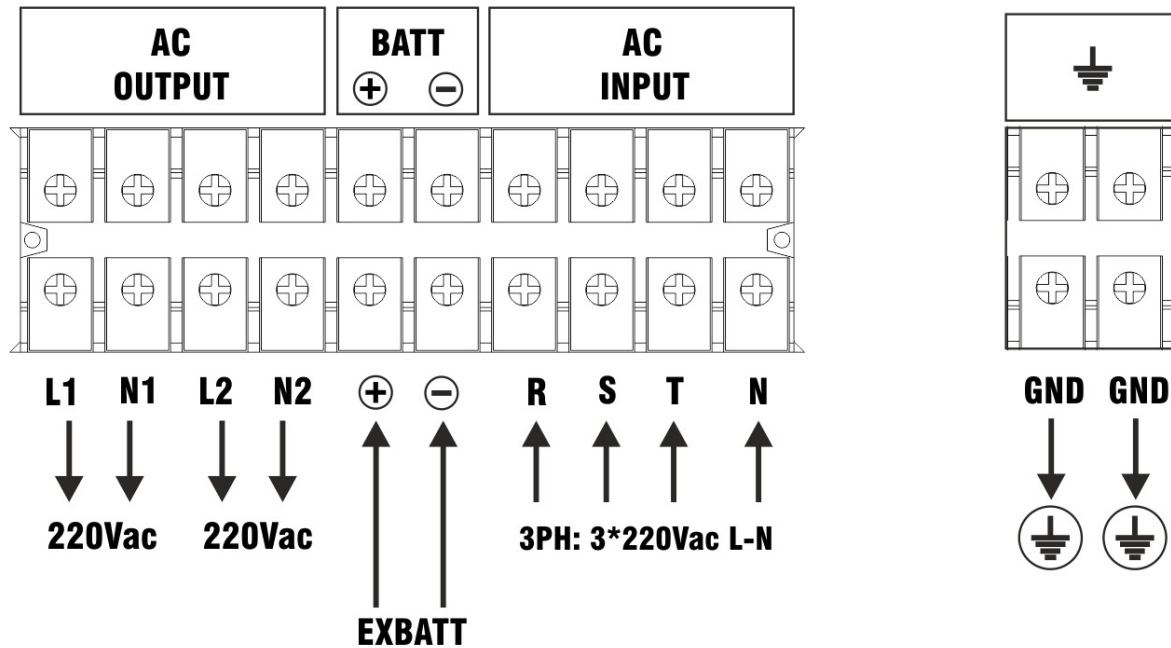 AC
OUTPUT
BATT
+ −
AC
INPUT
L1 N1 L2 N2 + − R S T N GND GND
220Vac 220Vac 3PH: 3*220Vac L-N
EXBATT